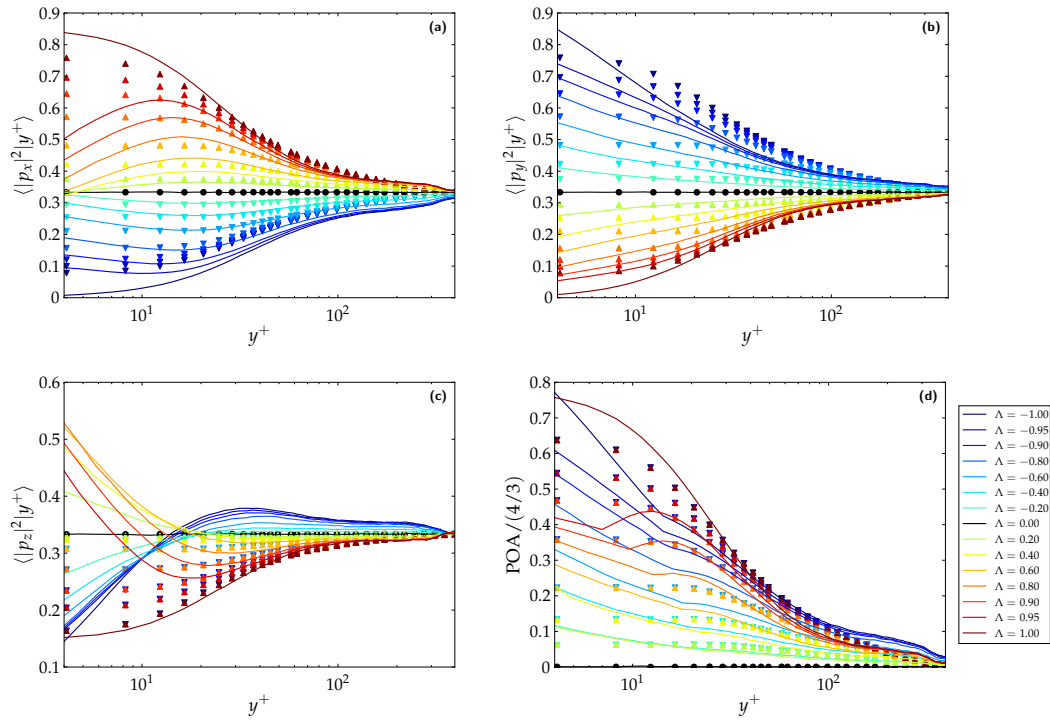 (a)
0.9
0.8
0.7
0.6
0.5
0.4
0.3
0.2
0.1
0
10¹ 10²
y⁺
⟨|pₓ|²|y⁺⟩
(b)
0.9
0.8
0.7
0.6
0.5
0.4
0.3
0.2
0.1
0
10¹ 10²
y⁺
⟨|p_y|²|y⁺⟩
(c)
0.6
0.5
0.4
0.3
0.2
0.1
10¹ 10²
y⁺
⟨|p_z|²|y⁺⟩
(d)
0.8
0.7
0.6
0.5
0.4
0.3
0.2
0.1
0
10¹ 10²
y⁺
POA/(4/3)
Λ = −1.00
Λ = −0.95
Λ = −0.90
Λ = −0.80
Λ = −0.60
Λ = −0.40
Λ = −0.20
Λ = 0.00
Λ = 0.20
Λ = 0.40
Λ = 0.60
Λ = 0.80
Λ = 0.90
Λ = 0.95
Λ = 1.00